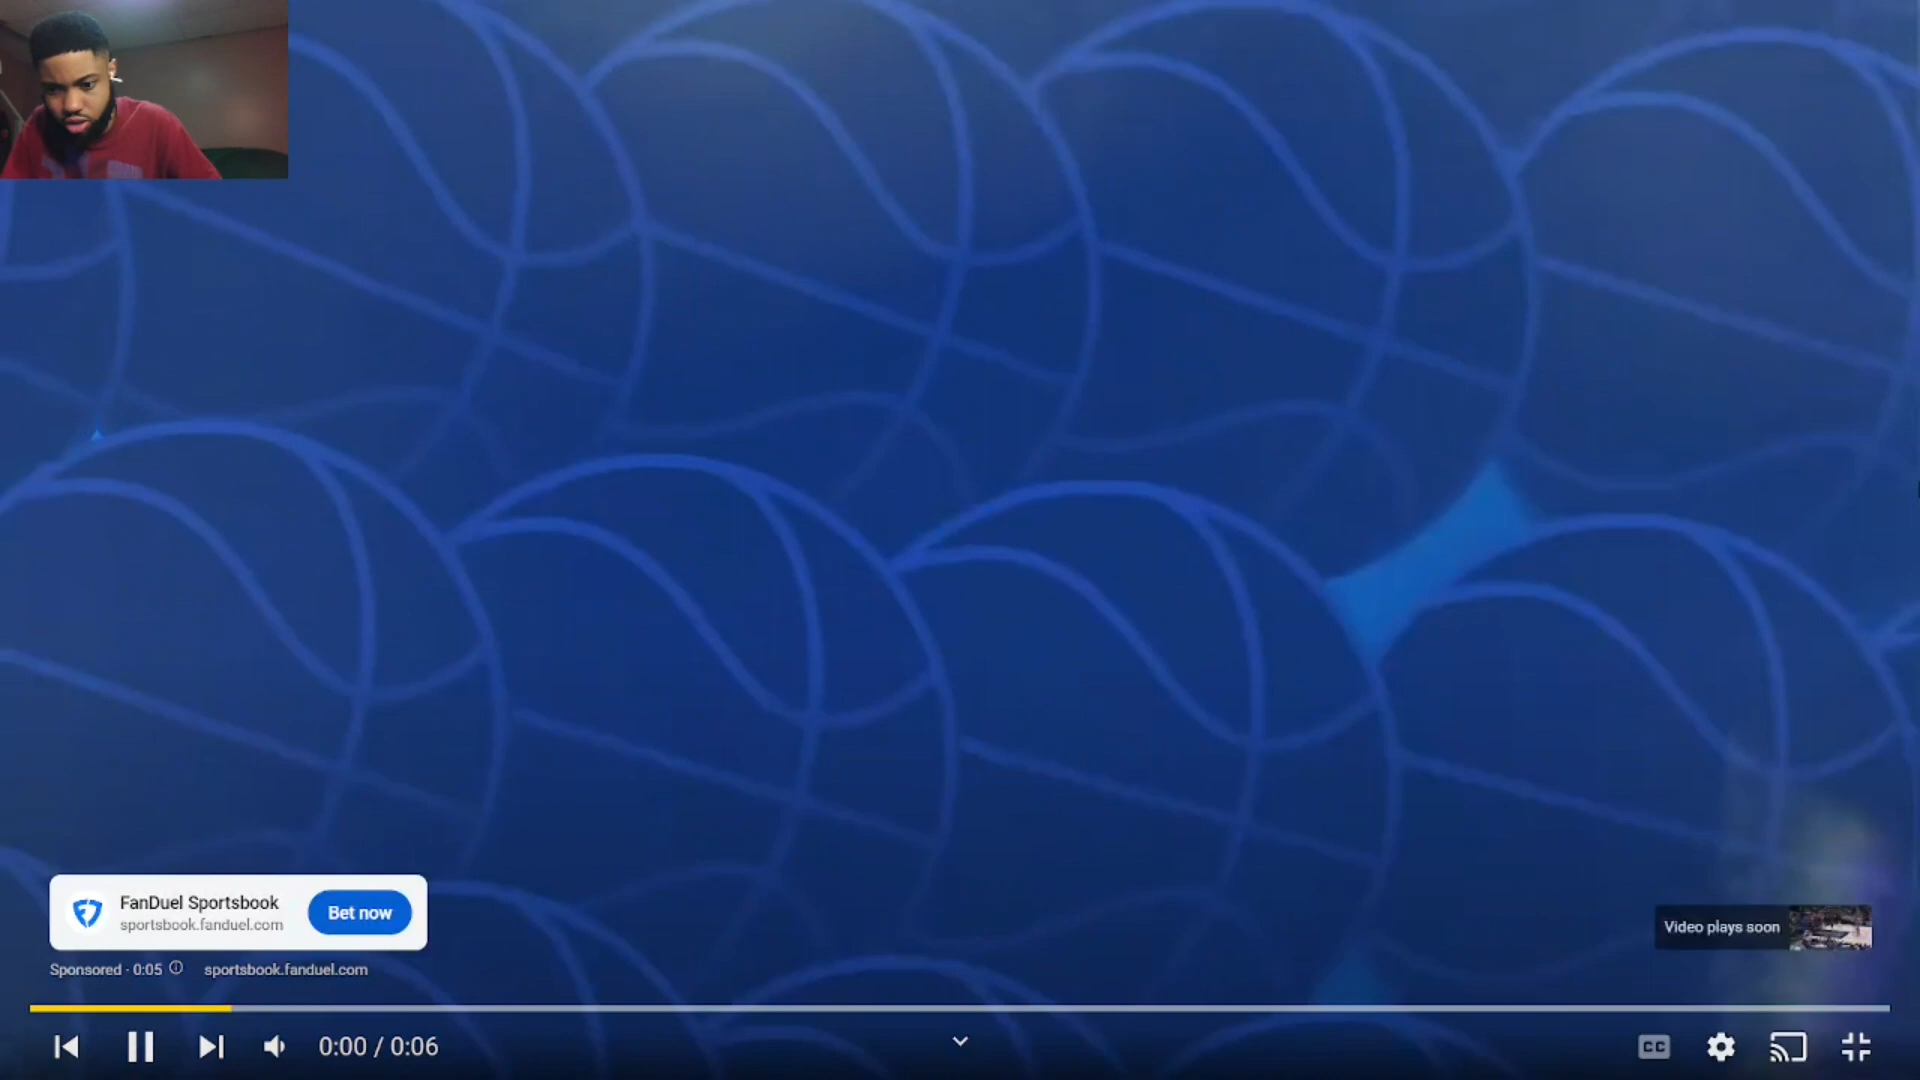 FanDuel Sportsbook
sportsbook.fanduel.com
Bet now
Video plays soon
Sponsored · 0:05
sportsbook.fanduel.com
0:00 / 0:06
CC